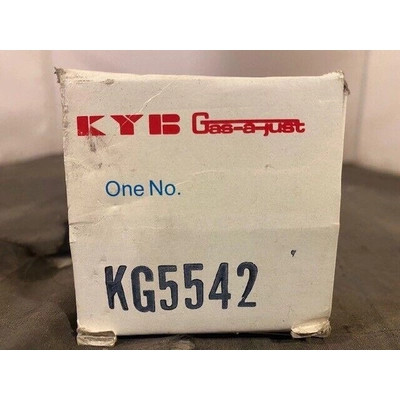 KYB Gas-a-just
One No.
KG5542